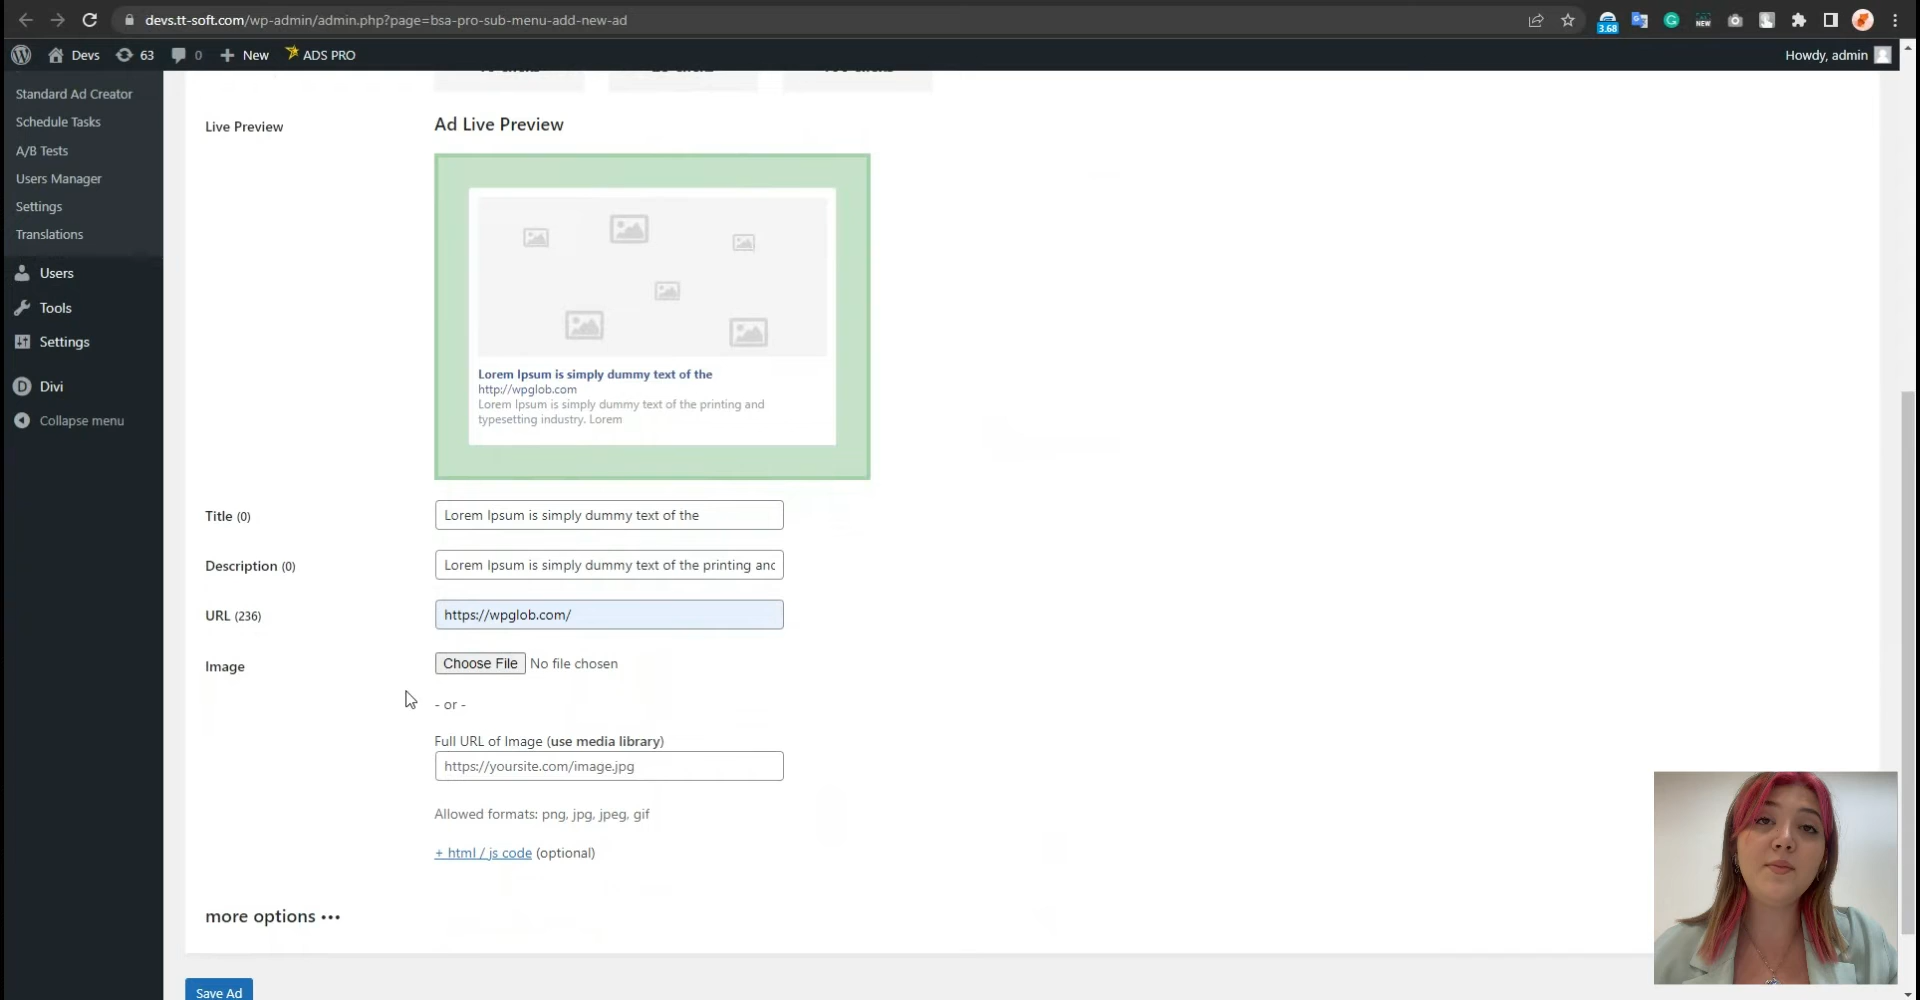 devs.tt-soft.com/wp-admin/admin.php?page=bsa-pro-sub-menu-add-new-ad
3.68
NEW
Devs
63
0
New
ADS PRO
Howdy, admin
Standard Ad Creator
Schedule Tasks
A/B Tests
Users Manager
Settings
Translations
Users
Tools
Settings
Divi
Collapse menu
Live Preview
Ad Live Preview
Lorem Ipsum is simply dummy text of the
http://wpglob.com
Lorem Ipsum is simply dummy text of the printing and
typesetting industry. Lorem
Title (0)
Lorem Ipsum is simply dummy text of the
Description (0)
Lorem Ipsum is simply dummy text of the printing and
URL (236)
https://wpglob.com/
Image
Choose File No file chosen
- or -
Full URL of Image (use media library)
https://yoursite.com/image.jpg
Allowed formats: png, jpg, jpeg, gif
+ html / js code (optional)
more options •••
Save Ad